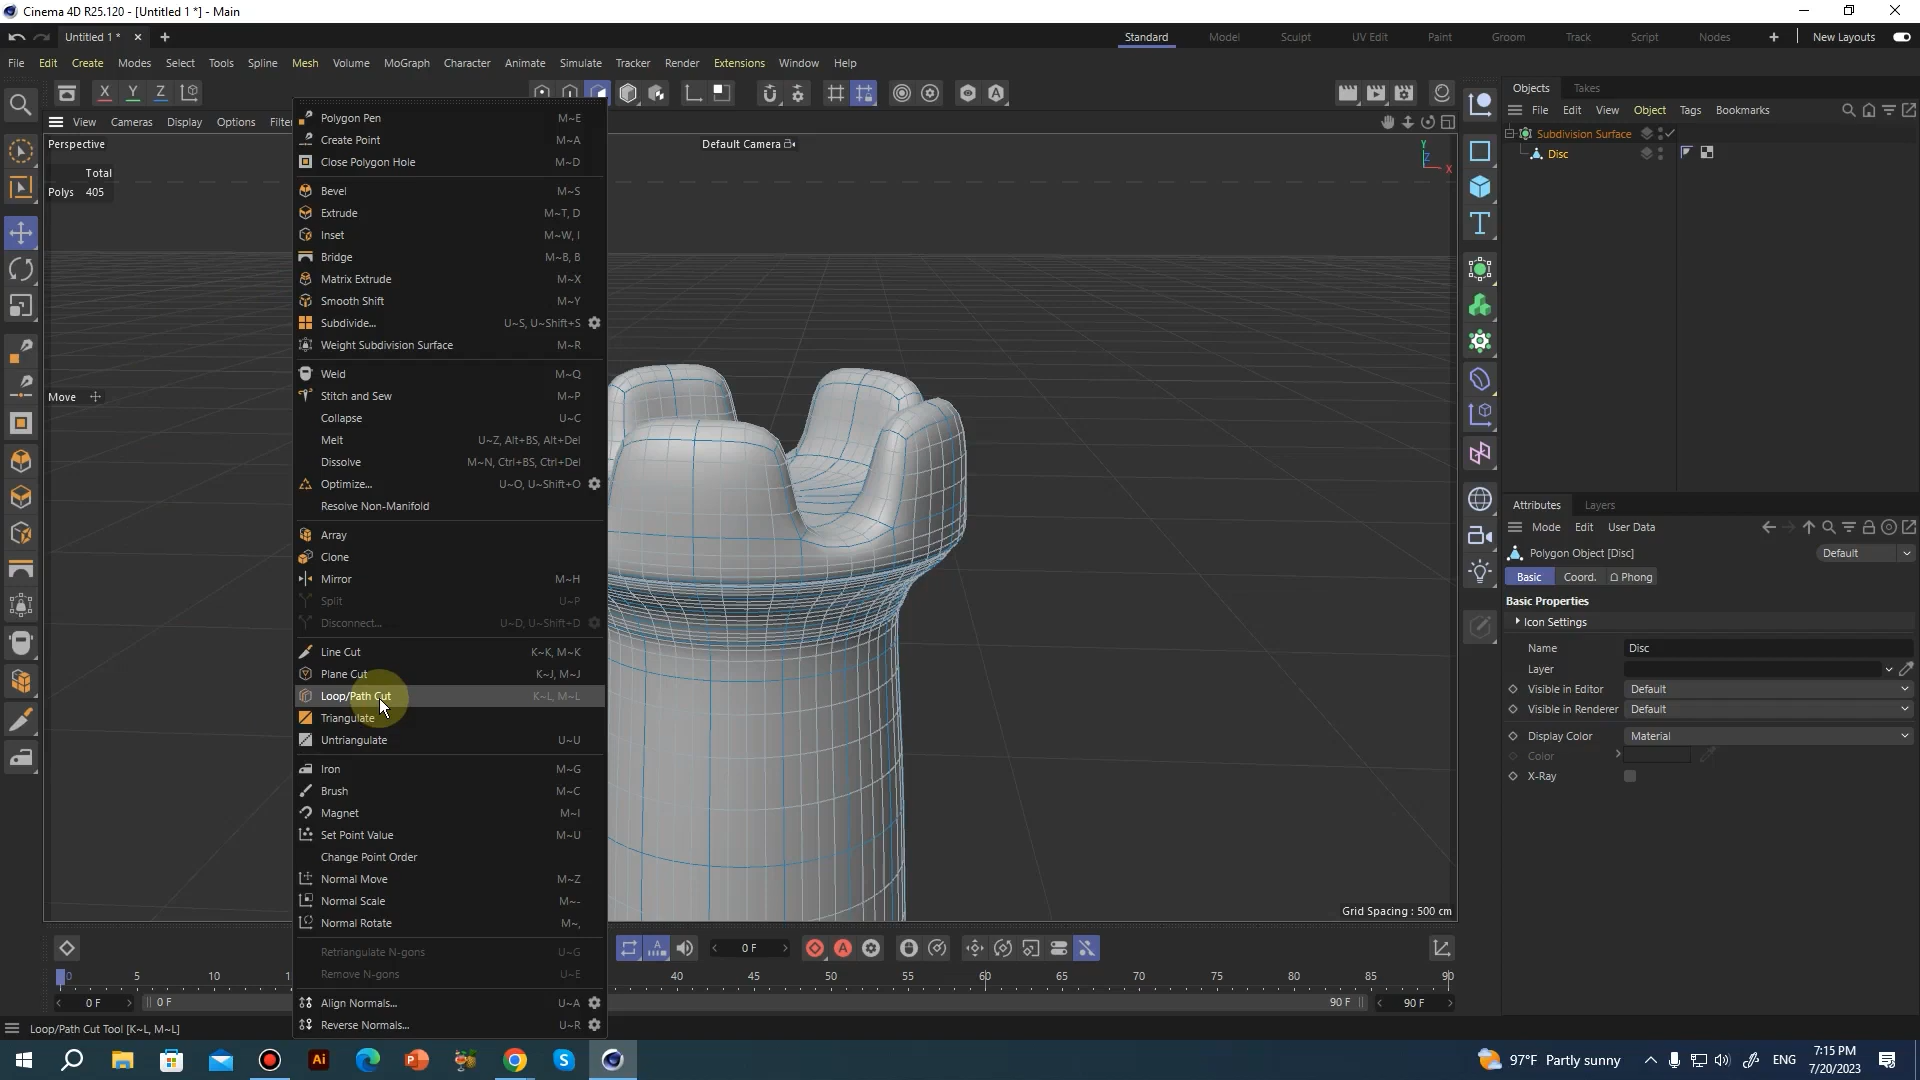 Cinema 4D R25.120 - [Untitled 1 *] - Main
Untitled 1 *
Standard Model Sculpt UV Edit Paint Groom Track Script Nodes New Layouts
File Edit Create Modes Select Tools Spline Mesh Volume MoGraph Character Animate Simulate Tracker Render Extensions Window Help
X Y Z
View Cameras Display Options Filter
Perspective
Default Camera
Total
Polys 405
Move
Y
Z
X
Polygon Pen M~E
Create Point M~A
Close Polygon Hole M~D
Bevel M~S
Extrude M~T, D
Inset M~W, I
Bridge M~B, B
Matrix Extrude M~X
Smooth Shift M~Y
Subdivide... U~S, U~Shift+S
Weight Subdivision Surface M~R
Weld M~Q
Stitch and Sew M~P
Collapse U~C
Melt U~Z, Alt+BS, Alt+Del
Dissolve M~N, Ctrl+BS, Ctrl+Del
Optimize... U~O, U~Shift+O
Resolve Non-Manifold
Array
Clone
Mirror M~H
Split U~P
Disconnect... U~D, U~Shift+D
Line Cut K~K, M~K
Plane Cut K~J, M~J
Loop/Path Cut K~L, M~L
Triangulate
Untriangulate U~U
Iron M~G
Brush M~C
Magnet M~I
Set Point Value M~U
Change Point Order
Normal Move M~Z
Normal Scale M~-
Normal Rotate M~,
Retriangulate N-gons U~G
Remove N-gons U~E
Align Normals... U~A
Reverse Normals... U~R
Grid Spacing : 500 cm
0 F
0 5 10 40 45 50 55 60 65 70 75 80 85 90
0 F 0 F 90 F 90 F
Loop/Path Cut Tool [K~L, M~L]
Objects Takes
File Edit View Object Tags Bookmarks
Subdivision Surface
Disc
Attributes Layers
Mode Edit User Data
Polygon Object [Disc] Default
Basic Coord. Phong
Basic Properties
Icon Settings
Name Disc
Layer
Visible in Editor Default
Visible in Renderer Default
Display Color Material
Color
X-Ray
97°F Partly sunny ENG
7:15 PM
7/20/2023